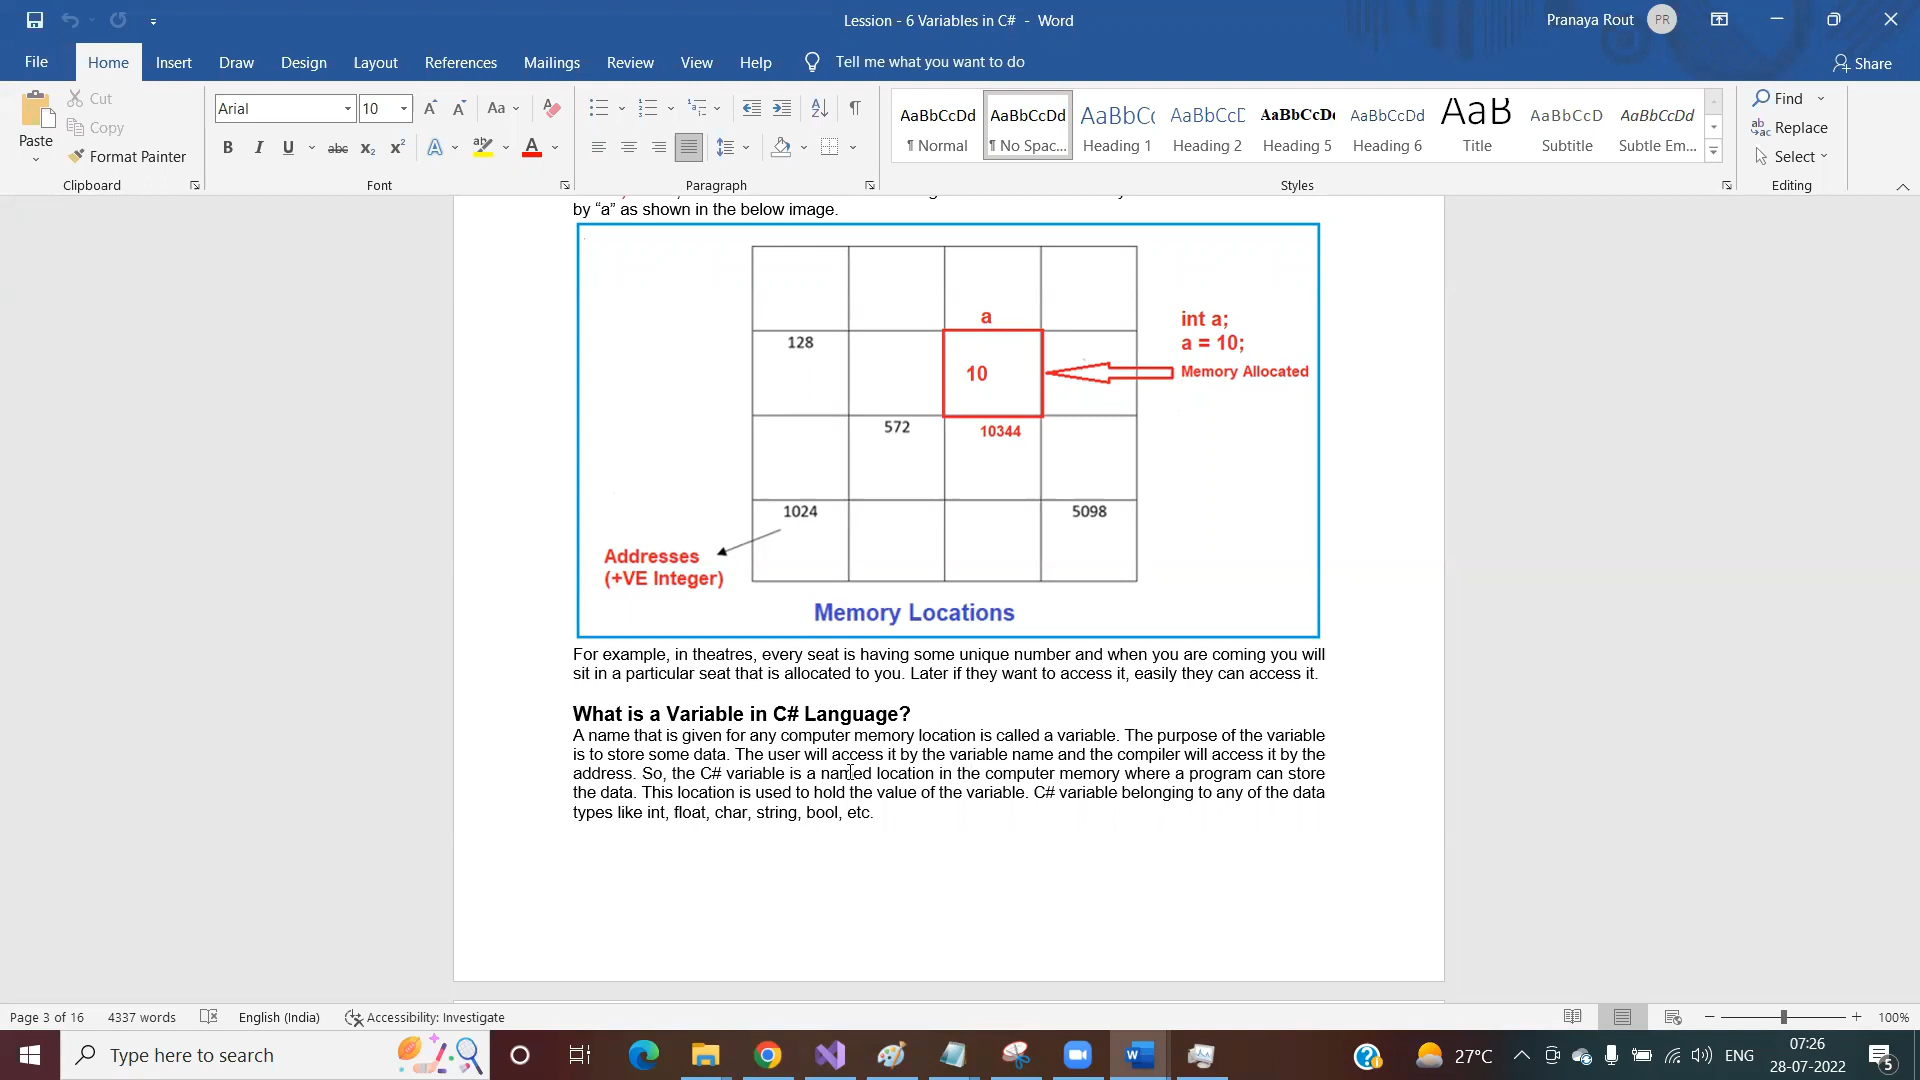 Lession - 6 Variables in C# - Word
Pranaya Rout
PR
File
Home
Insert
Draw
Design
Layout
References
Mailings
Review
View
Help
Tell me what you want to do
Share
Paste
Cut
Copy
Format Painter
Clipboard
Arial
10
Aa
B I U abc x₂ x²
Font
Paragraph
AaBbCcDd
¶ Normal
AaBbCcDd
¶ No Spac...
AaBbC
Heading 1
AaBbCcD
Heading 2
AaBbCcD
Heading 5
AaBbCcDd
Heading 6
AaB
Title
AaBbCcD
Subtitle
AaBbCcDd
Subtle Em...
Styles
Find
Replace
Select
Editing
by “a” as shown in the below image.
a
int a;
a = 10;
128
10
Memory Allocated
572
10344
1024
5098
Addresses
(+VE Integer)
Memory Locations
For example, in theatres, every seat is having some unique number and when you are coming you will
sit in a particular seat that is allocated to you. Later if they want to access it, easily they can access it.
What is a Variable in C# Language?
A name that is given for any computer memory location is called a variable. The purpose of the variable
is to store some data. The user will access it by the variable name and the compiler will access it by the
address. So, the C# variable is a named location in the computer memory where a program can store
the data. This location is used to hold the value of the variable. C# variable belonging to any of the data
types like int, float, char, string, bool, etc.
Page 3 of 16
4337 words
English (India)
Accessibility: Investigate
100%
Type here to search
27°C
ENG
07:26
28-07-2022
5